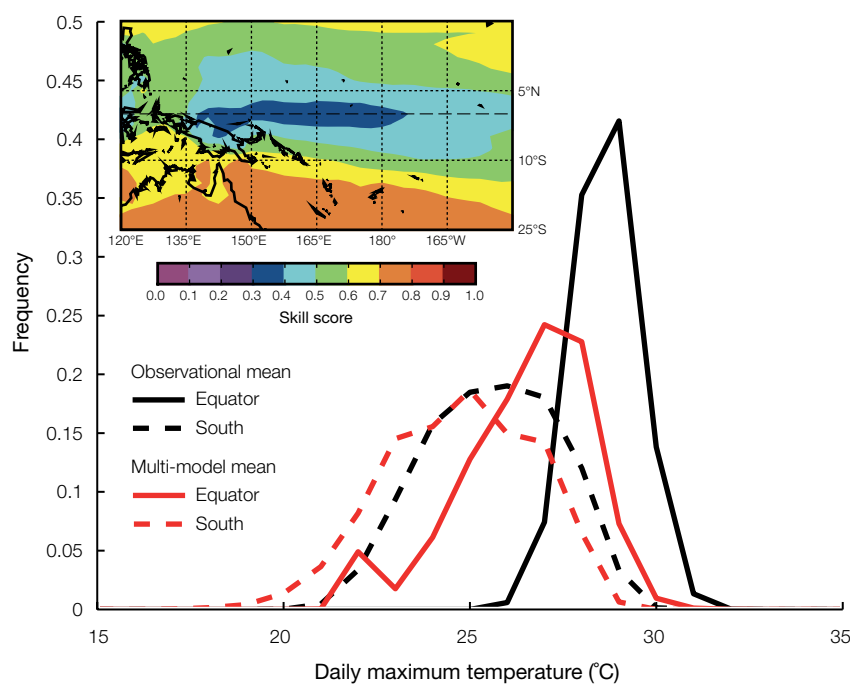 0.5
0.45
0.4
0.35
0.3
0.25
0.2
0.15
0.1
0.05
0
Frequency
5°N
10°S
25°S
120°E 135°E 150°E 165°E 180° 165°W
0.0 0.1 0.2 0.3 0.4 0.5 0.6 0.7 0.8 0.9 1.0
Skill score
Observational mean
Equator
South
Multi-model mean
Equator
South
15 20 25 30 35
Daily maximum temperature (°C)